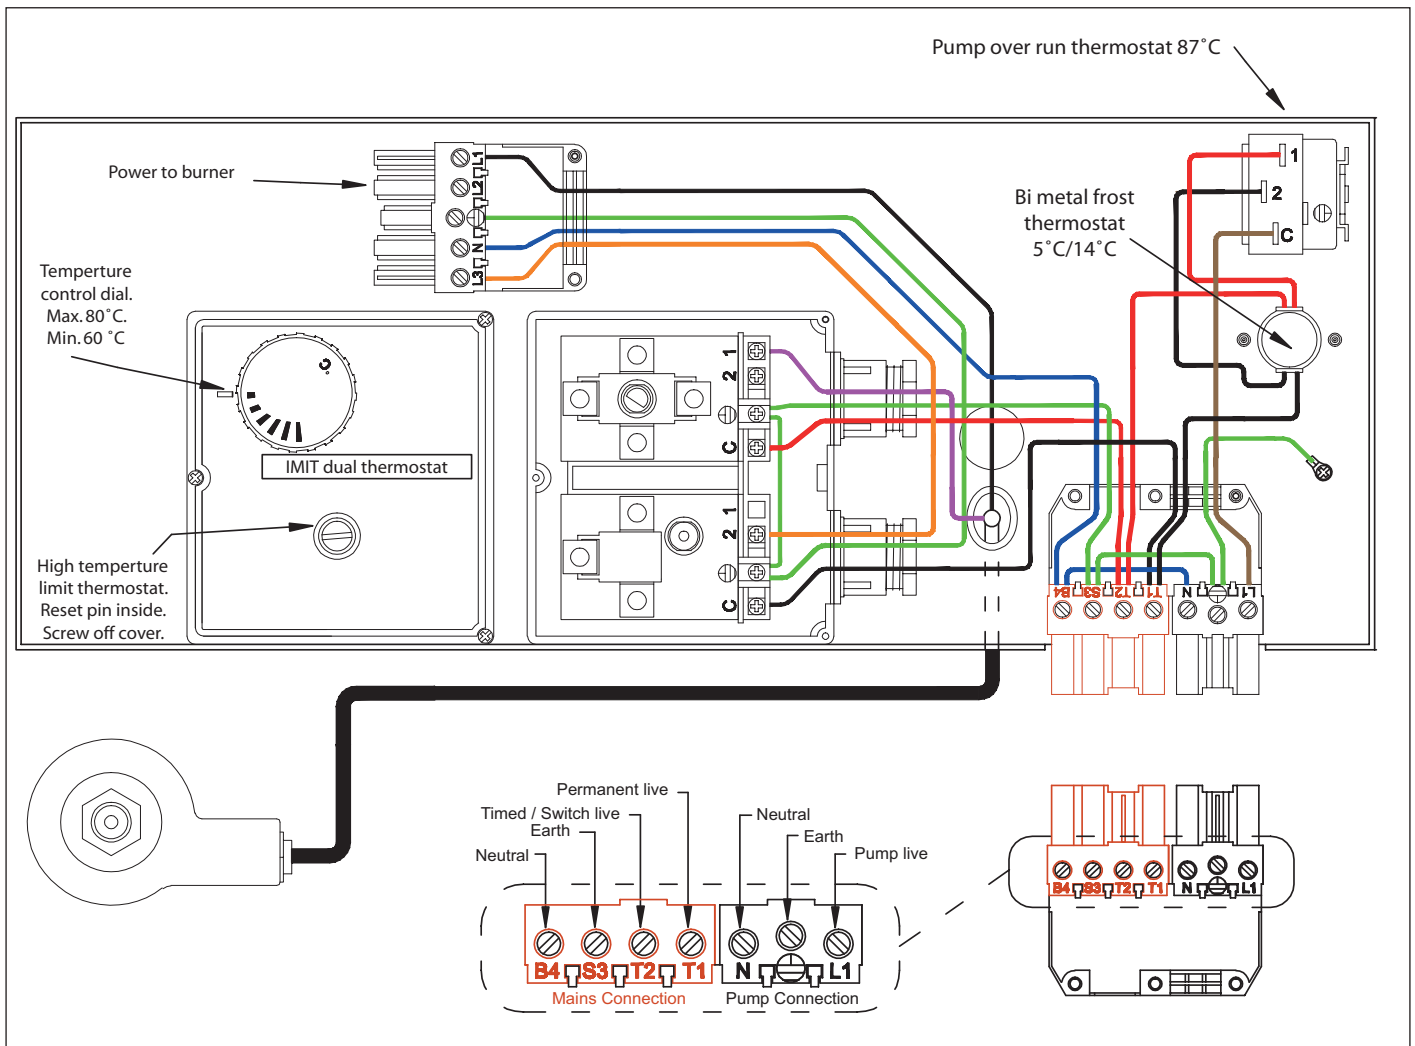 Pump over run thermostat 87˚C
Power to burner
L1
L2
N
L3
1
2
C
Bi metal frost
thermostat
5˚C/14˚C
Temperture
control dial.
Max. 80˚C.
Min. 60 ˚C
IMIT dual thermostat
High temperture
limit thermostat.
Reset pin inside.
Screw off cover.
1
2
C
1
2
C
B4 S3 T2 T1 N L1
Permanent live
Timed / Switch live
Earth
Neutral
Neutral
Earth
Pump live
B4 S3 T2 T1 N L1
Mains Connection
Pump Connection
B4 S3 T2 T1 N L1